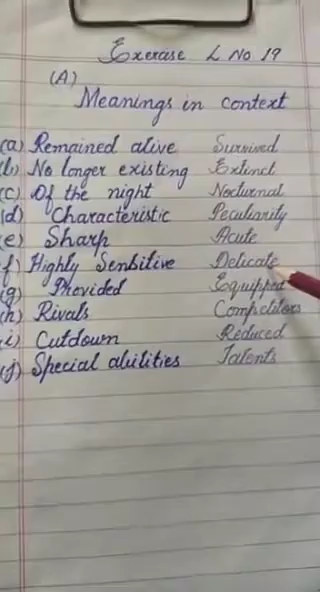 Exercise L No 19
(A)
Meanings in context
(a) Remained alive Survived
(b) No longer existing Extinct
(c) Of the night Nocturnal
(d) Characteristic Peculiarity
(e) Sharp Acute
(f) Highly Sensitive Delicate
(g) Provided Equipped
(h) Rivals Competitors
(i) Cutdown Reduced
(j) Special abilities Talents